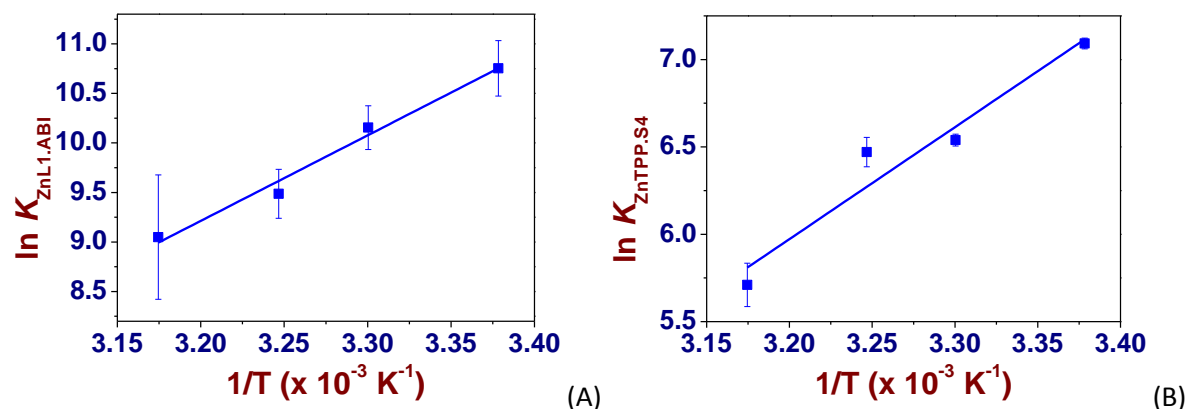 ln K_ZnL1.ABI
11.0
10.5
10.0
9.5
9.0
8.5
3.15 3.20 3.25 3.30 3.35 3.40
1/T (x 10⁻³ K⁻¹)
(A)
ln K_ZnTPP.S4
7.0
6.5
6.0
5.5
3.15 3.20 3.25 3.30 3.35 3.40
1/T (x 10⁻³ K⁻¹)
(B)